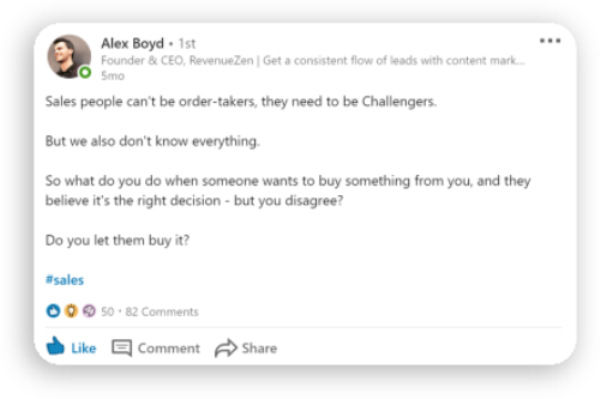 Alex Boyd • 1st
Founder & CEO, RevenueZen | Get a consistent flow of leads with content mark...
5mo
Sales people can't be order-takers, they need to be Challengers.
But we also don't know everything.
So what do you do when someone wants to buy something from you, and they
believe it's the right decision - but you disagree?
Do you let them buy it?
#sales
50 · 82 Comments
Like Comment Share